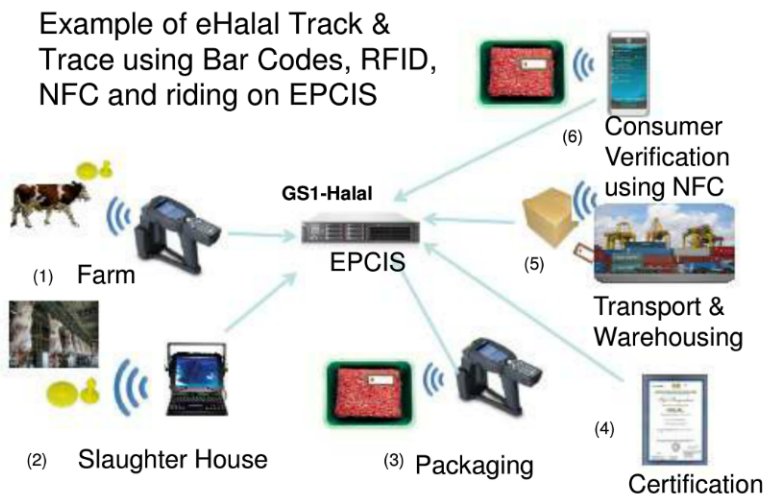 Example of eHalal Track &
Trace using Bar Codes, RFID,
NFC and riding on EPCIS
(6) Consumer
Verification
using NFC
GS1-Halal
EPCIS
(1) Farm
(5)
Transport &
Warehousing
(2) Slaughter House
(3) Packaging
(4)
Certification